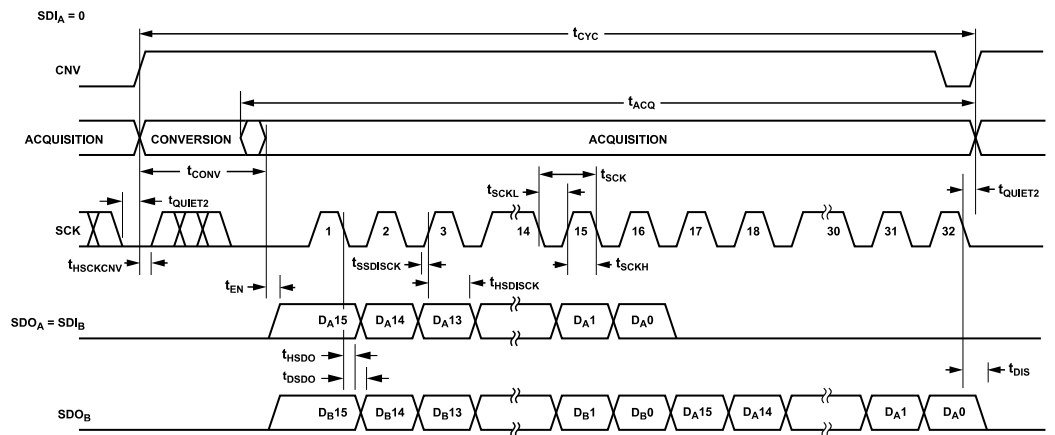 SDIA = 0
tCYC
CNV
tACQ
ACQUISITION CONVERSION ACQUISITION
tCONV
tSCK
tSCKL
tQUIET2 tQUIET2
SCK 1 2 3 14 15 16 17 18 30 31 32
tHSCKCNV tSSDISCK tSCKH
tEN tHSDISCK
SDOA = SDIB DA15 DA14 DA13 DA1 DA0
tHSDO
tDSDO tDIS
SDOB DB15 DB14 DB13 DB1 DB0 DA15 DA14 DA1 DA0